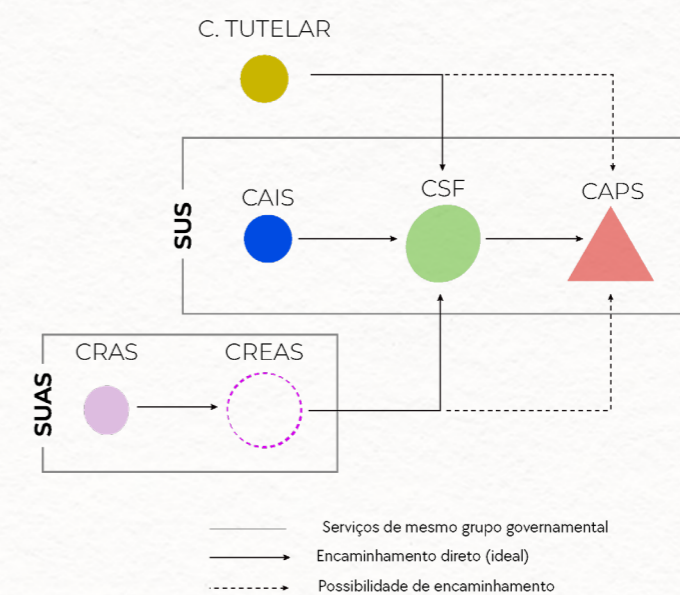 C. TUTELAR
SUS
CAIS
CSF
CAPS
SUAS
CRAS
CREAS
Serviços de mesmo grupo governamental
Encaminhamento direto (ideal)
Possibilidade de encaminhamento